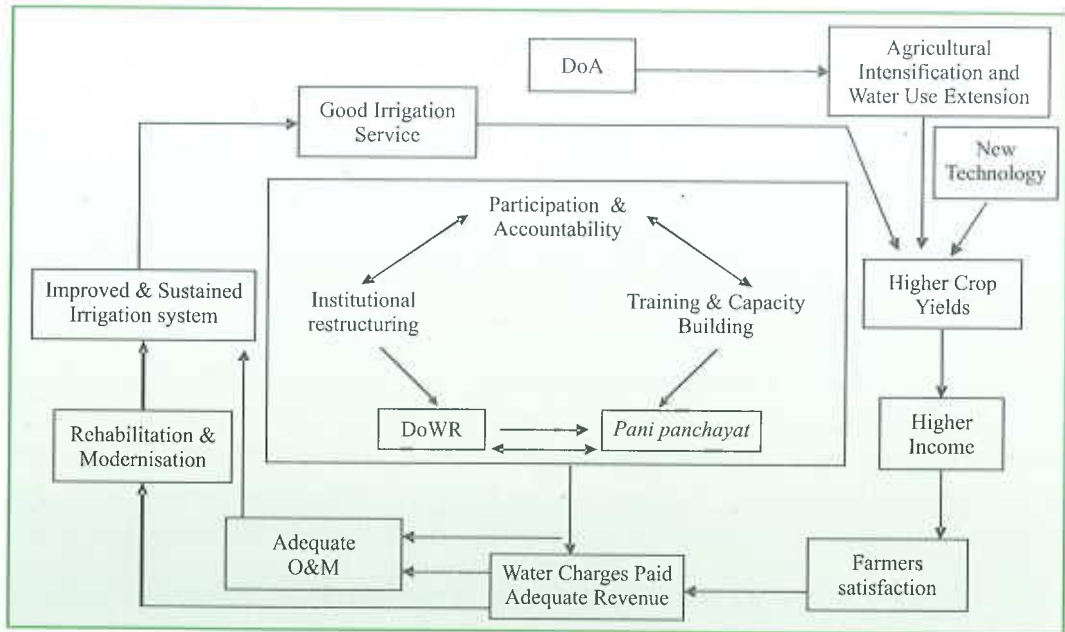 DoA
Agricultural
Intensification and
Water Use Extension
Good Irrigation
Service
New
Technology
Participation &
Accountability
Improved & Sustained
Irrigation system
Institutional
restructuring
Training & Capacity
Building
Higher Crop
Yields
Rehabilitation &
Modernisation
DoWR
Pani panchayat
Higher
Income
Adequate
O&M
Water Charges Paid
Adequate Revenue
Farmers
satisfaction